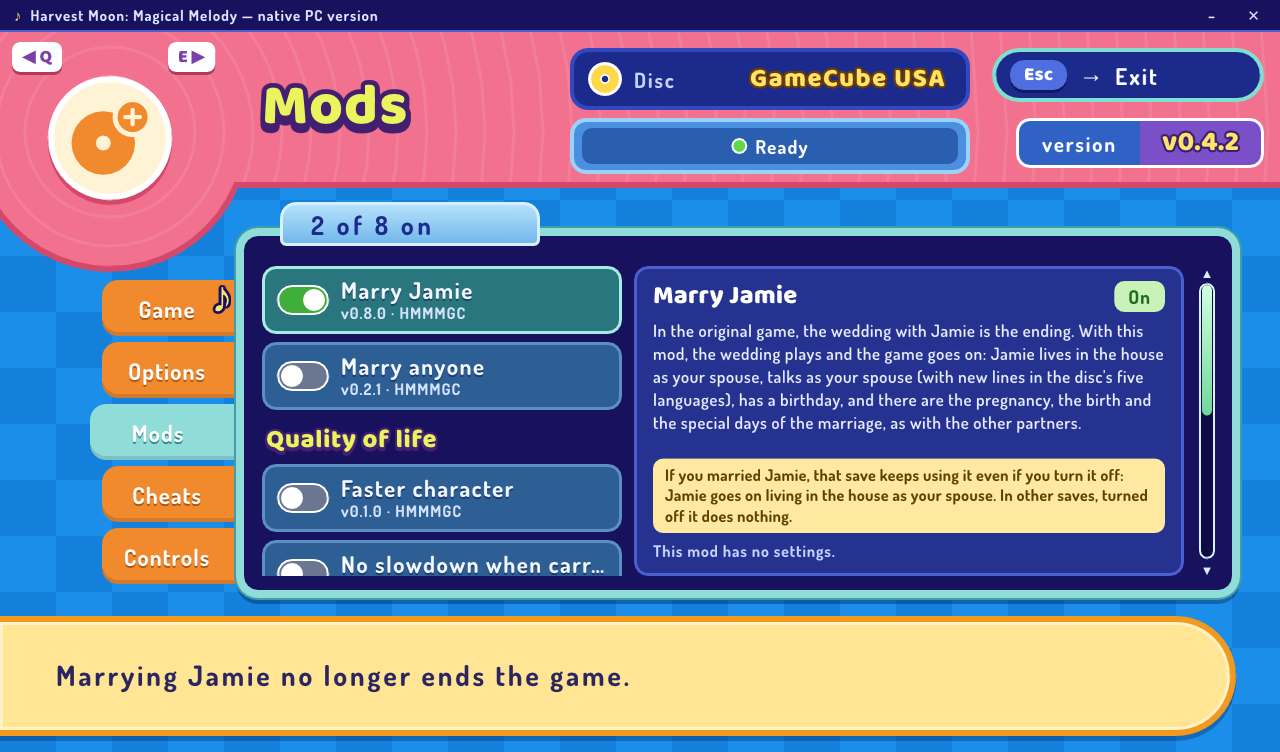 ♪ Harvest Moon: Magical Melody — native PC version
◀ Q
E ▶
Mods
Disc
GameCube USA
Ready
Esc → Exit
version v0.4.2
2 of 8 on
Game
Options
Mods
Cheats
Controls
Marry Jamie
v0.8.0 · HMMMGC
Marry anyone
v0.2.1 · HMMMGC
Quality of life
Faster character
v0.1.0 · HMMMGC
No slowdown when carr...
Marry Jamie
On
In the original game, the wedding with Jamie is the ending. With this
mod, the wedding plays and the game goes on: Jamie lives in the house
as your spouse, talks as your spouse (with new lines in the disc's five
languages), has a birthday, and there are the pregnancy, the birth and
the special days of the marriage, as with the other partners.
If you married Jamie, that save keeps using it even if you turn it off:
Jamie goes on living in the house as your spouse. In other saves, turned
off it does nothing.
This mod has no settings.
Marrying Jamie no longer ends the game.